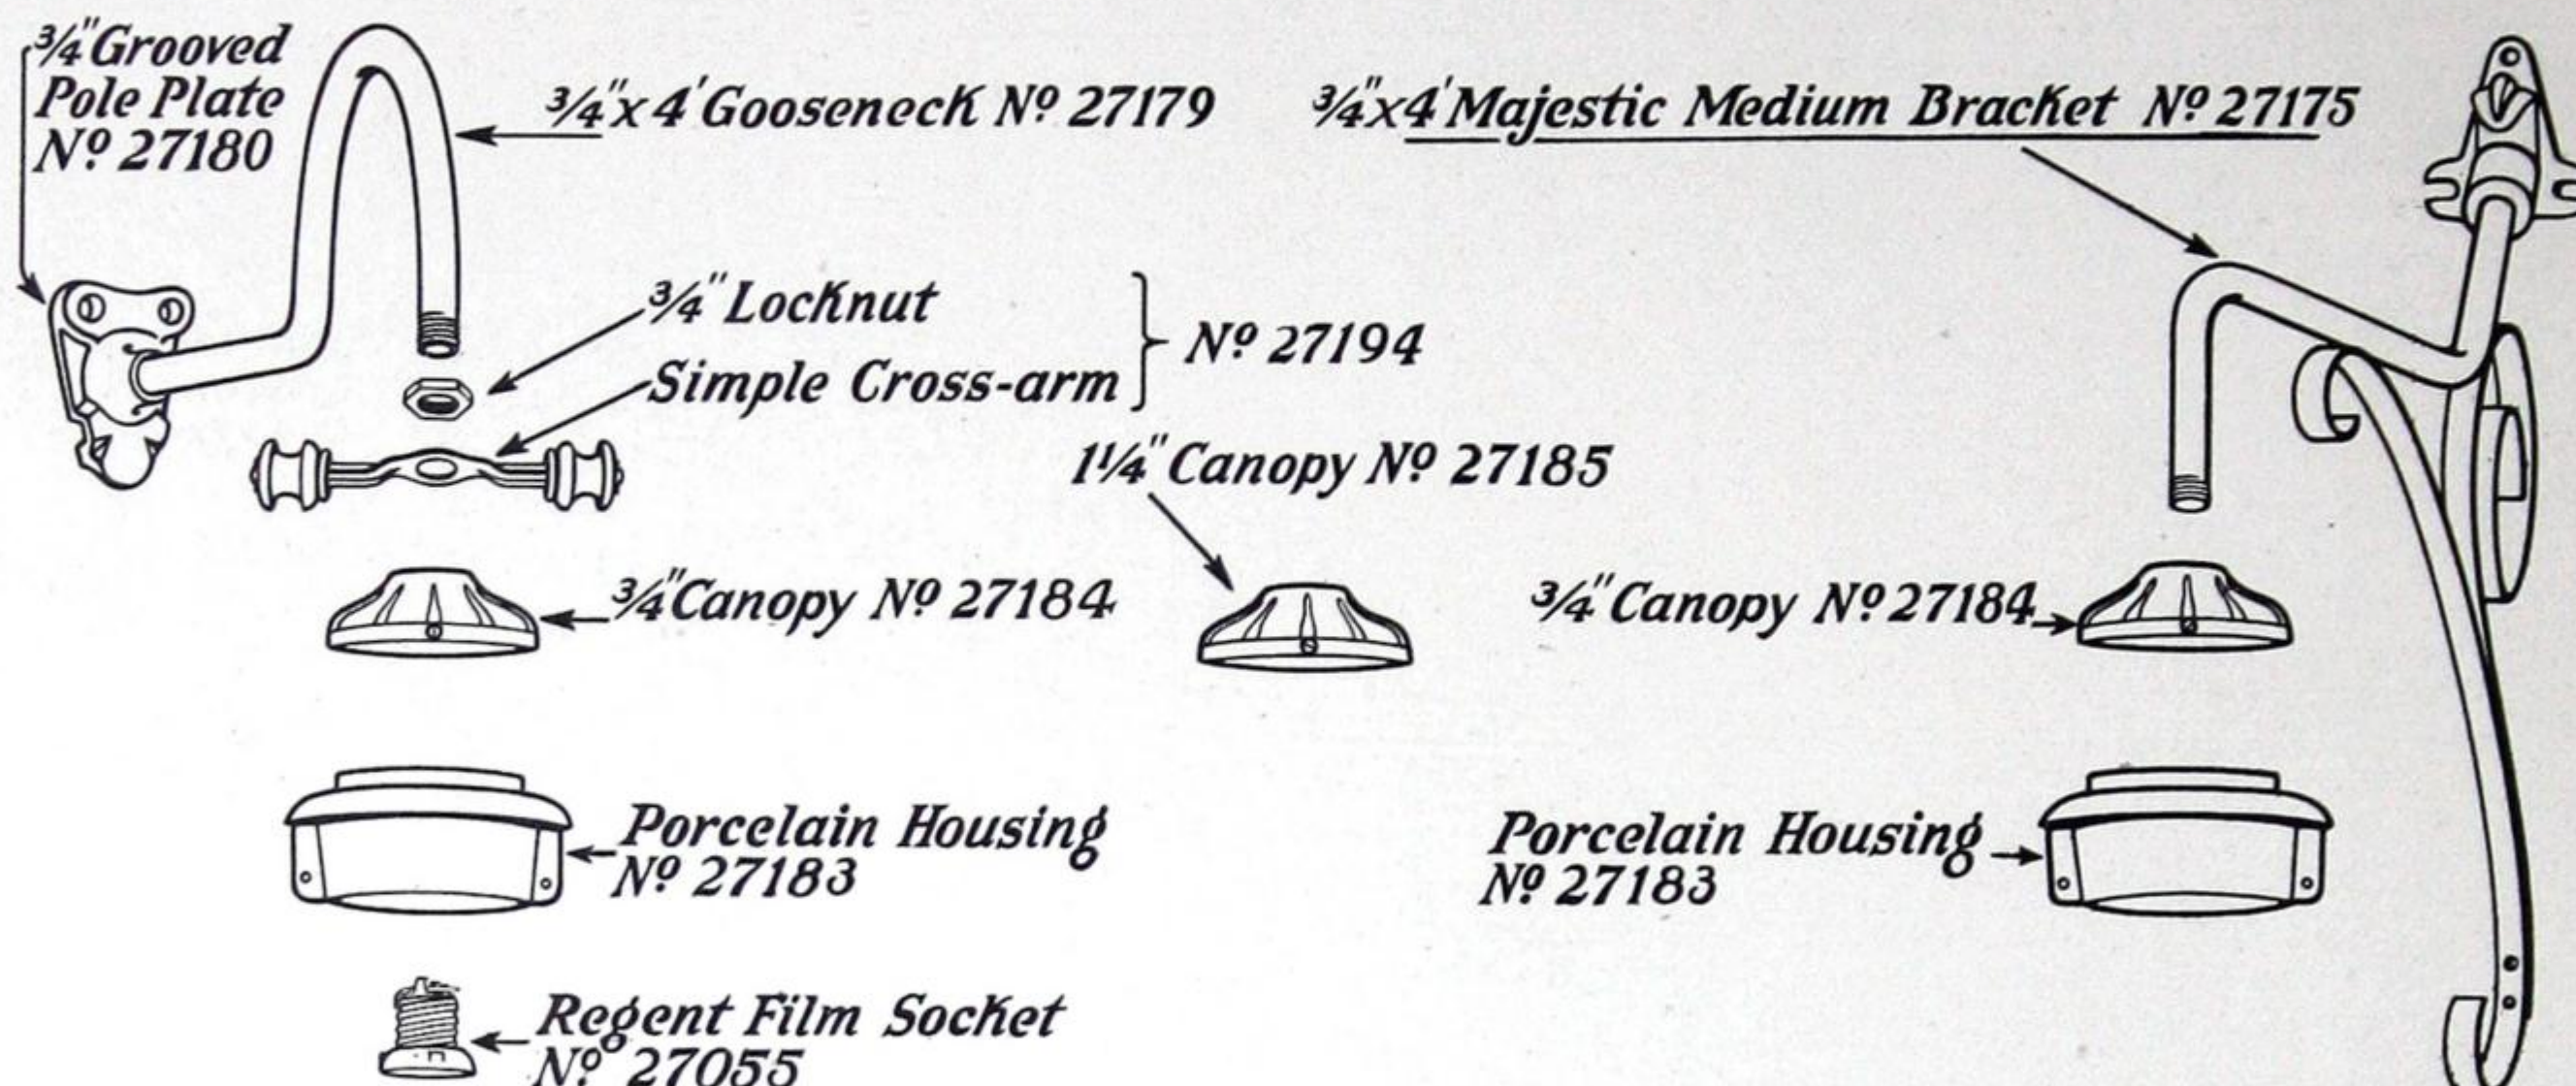 ¾" Grooved
Pole Plate
Nº 27180
¾" x 4' Gooseneck Nº 27179
¾" x 4' Majestic Medium Bracket Nº 27175
¾" Locknut
Simple Cross-arm
Nº 27194
1¼" Canopy Nº 27185
¾" Canopy Nº 27184
¾" Canopy Nº 27184
Porcelain Housing
Nº 27183
Porcelain Housing
Nº 27183
Regent Film Socket
Nº 27055